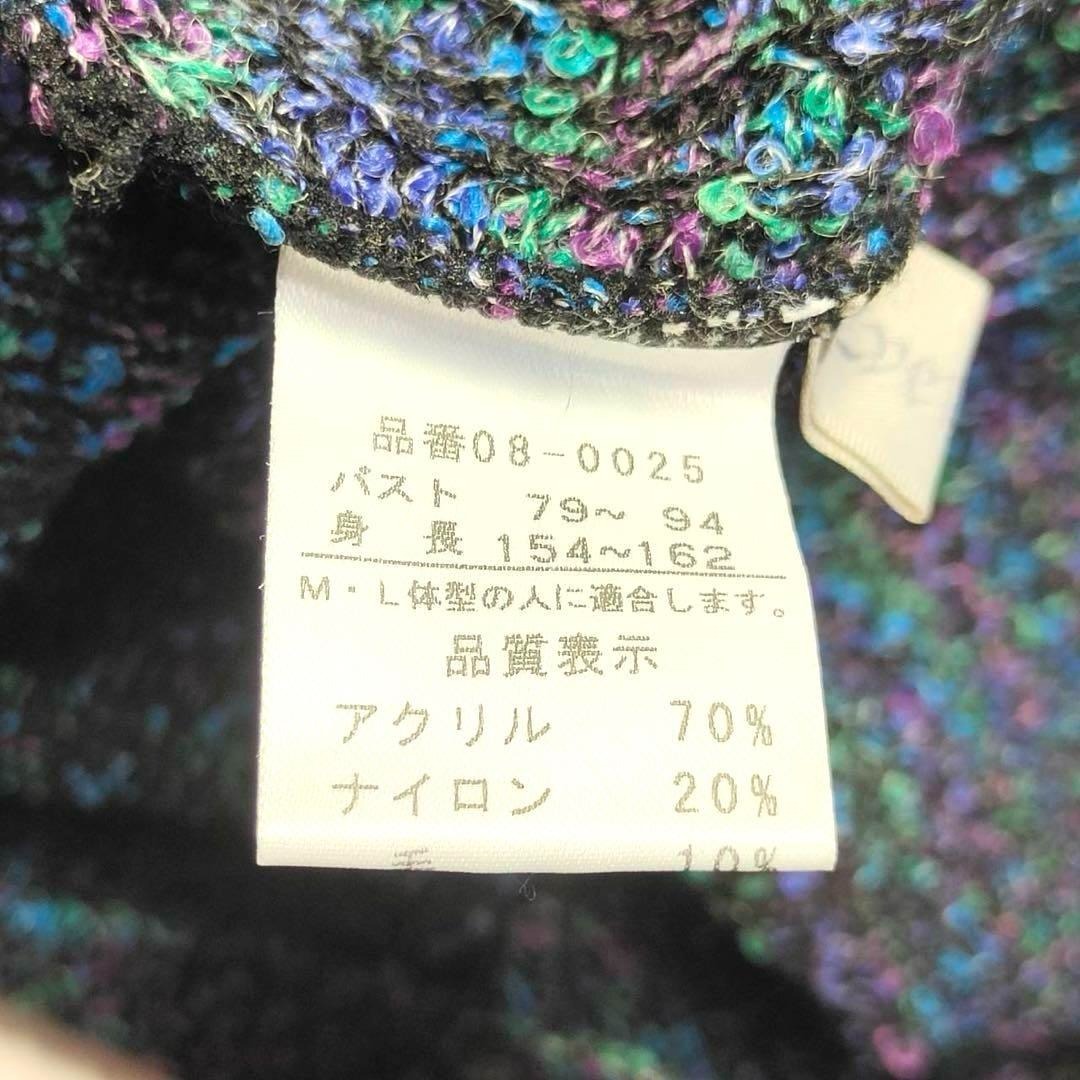 品番08-0025
バスト 79~ 94
身 長 154~162
M・L体型の人に適合します。
品質表示
アクリル 70%
ナイロン 20%
毛 10%